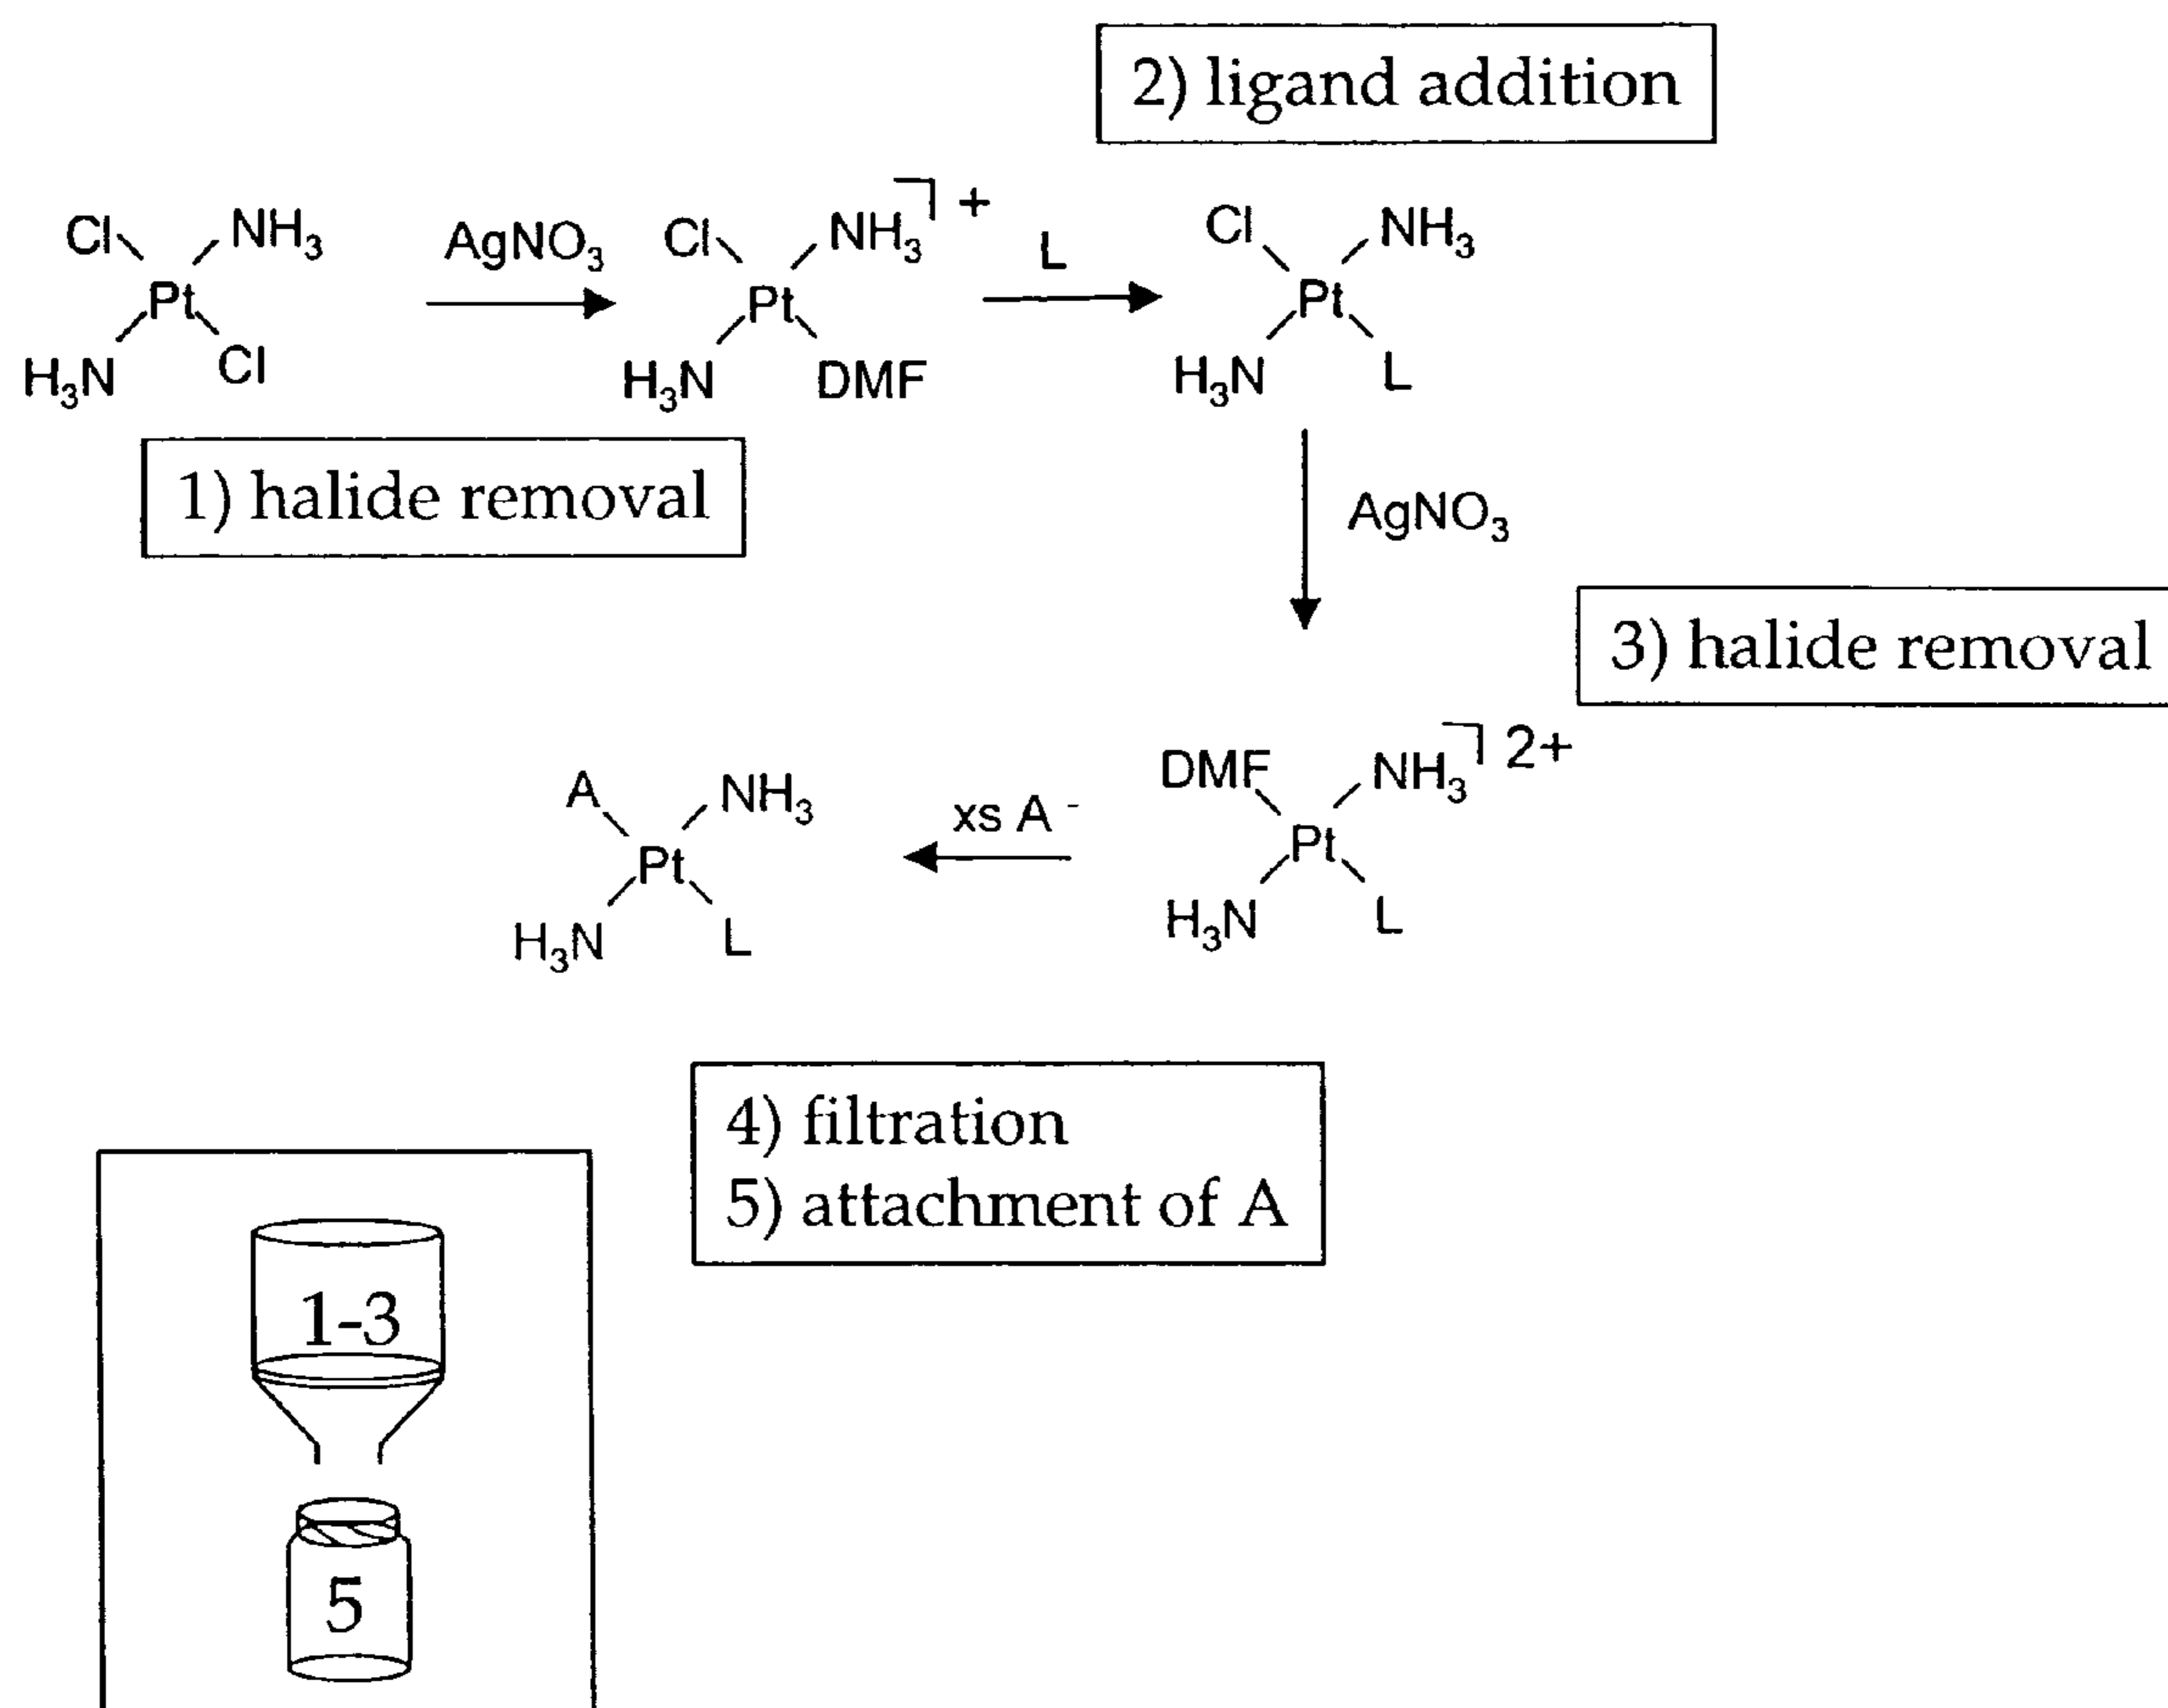 2) ligand addition
Cl NH₃ AgNO₃ Cl NH₃ ⌉+ L Cl NH₃
Pt Pt Pt
H₃N Cl H₃N DMF H₃N L
1) halide removal
AgNO₃
3) halide removal
A NH₃ xs A⁻ DMF NH₃ ⌉2+
Pt Pt
H₃N L H₃N L
4) filtration
5) attachment of A
1-3
5